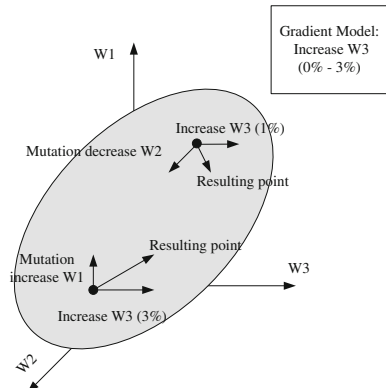 Gradient Model:
Increase W3
(0% - 3%)
W1
Increase W3 (1%)
Mutation decrease W2
Resulting point
Resulting point
Mutation
increase W1
W3
Increase W3 (3%)
W2